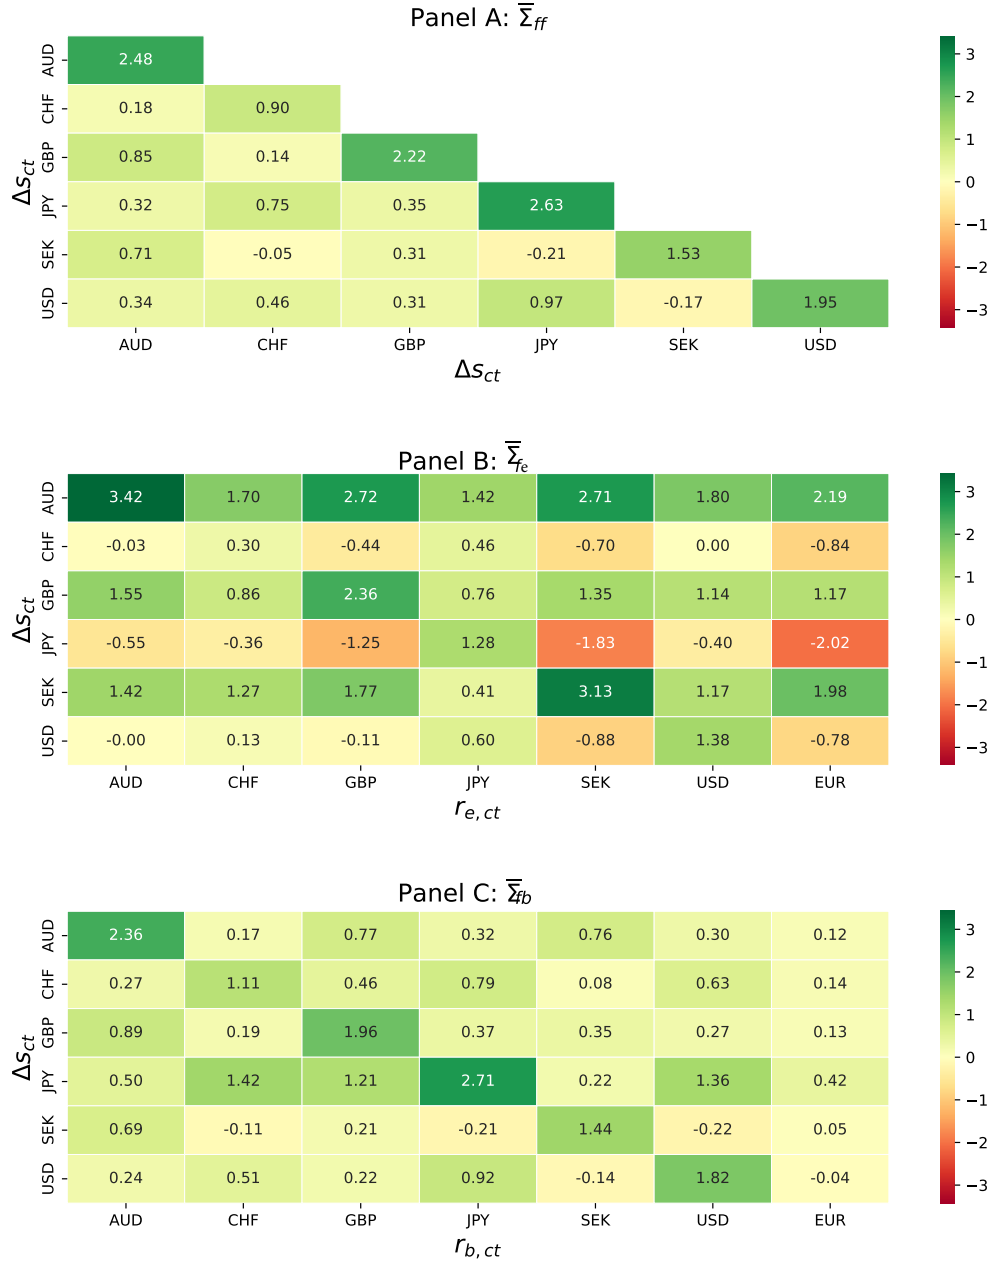 Panel A: Σ̅_ff
AUD 2.48
CHF 0.18 0.90
GBP 0.85 0.14 2.22
JPY 0.32 0.75 0.35 2.63
SEK 0.71 -0.05 0.31 -0.21 1.53
USD 0.34 0.46 0.31 0.97 -0.17 1.95
AUD CHF GBP JPY SEK USD
Δs_ct
Δs_ct
3
2
1
0
−1
−2
−3
Panel B: Σ̅_fe
AUD 3.42 1.70 2.72 1.42 2.71 1.80 2.19
CHF -0.03 0.30 -0.44 0.46 -0.70 0.00 -0.84
GBP 1.55 0.86 2.36 0.76 1.35 1.14 1.17
JPY -0.55 -0.36 -1.25 1.28 -1.83 -0.40 -2.02
SEK 1.42 1.27 1.77 0.41 3.13 1.17 1.98
USD -0.00 0.13 -0.11 0.60 -0.88 1.38 -0.78
AUD CHF GBP JPY SEK USD EUR
Δs_ct
r_e,ct
3
2
1
0
−1
−2
−3
Panel C: Σ̅_fb
AUD 2.36 0.17 0.77 0.32 0.76 0.30 0.12
CHF 0.27 1.11 0.46 0.79 0.08 0.63 0.14
GBP 0.89 0.19 1.96 0.37 0.35 0.27 0.13
JPY 0.50 1.42 1.21 2.71 0.22 1.36 0.42
SEK 0.69 -0.11 0.21 -0.21 1.44 -0.22 0.05
USD 0.24 0.51 0.22 0.92 -0.14 1.82 -0.04
AUD CHF GBP JPY SEK USD EUR
Δs_ct
r_b,ct
3
2
1
0
−1
−2
−3